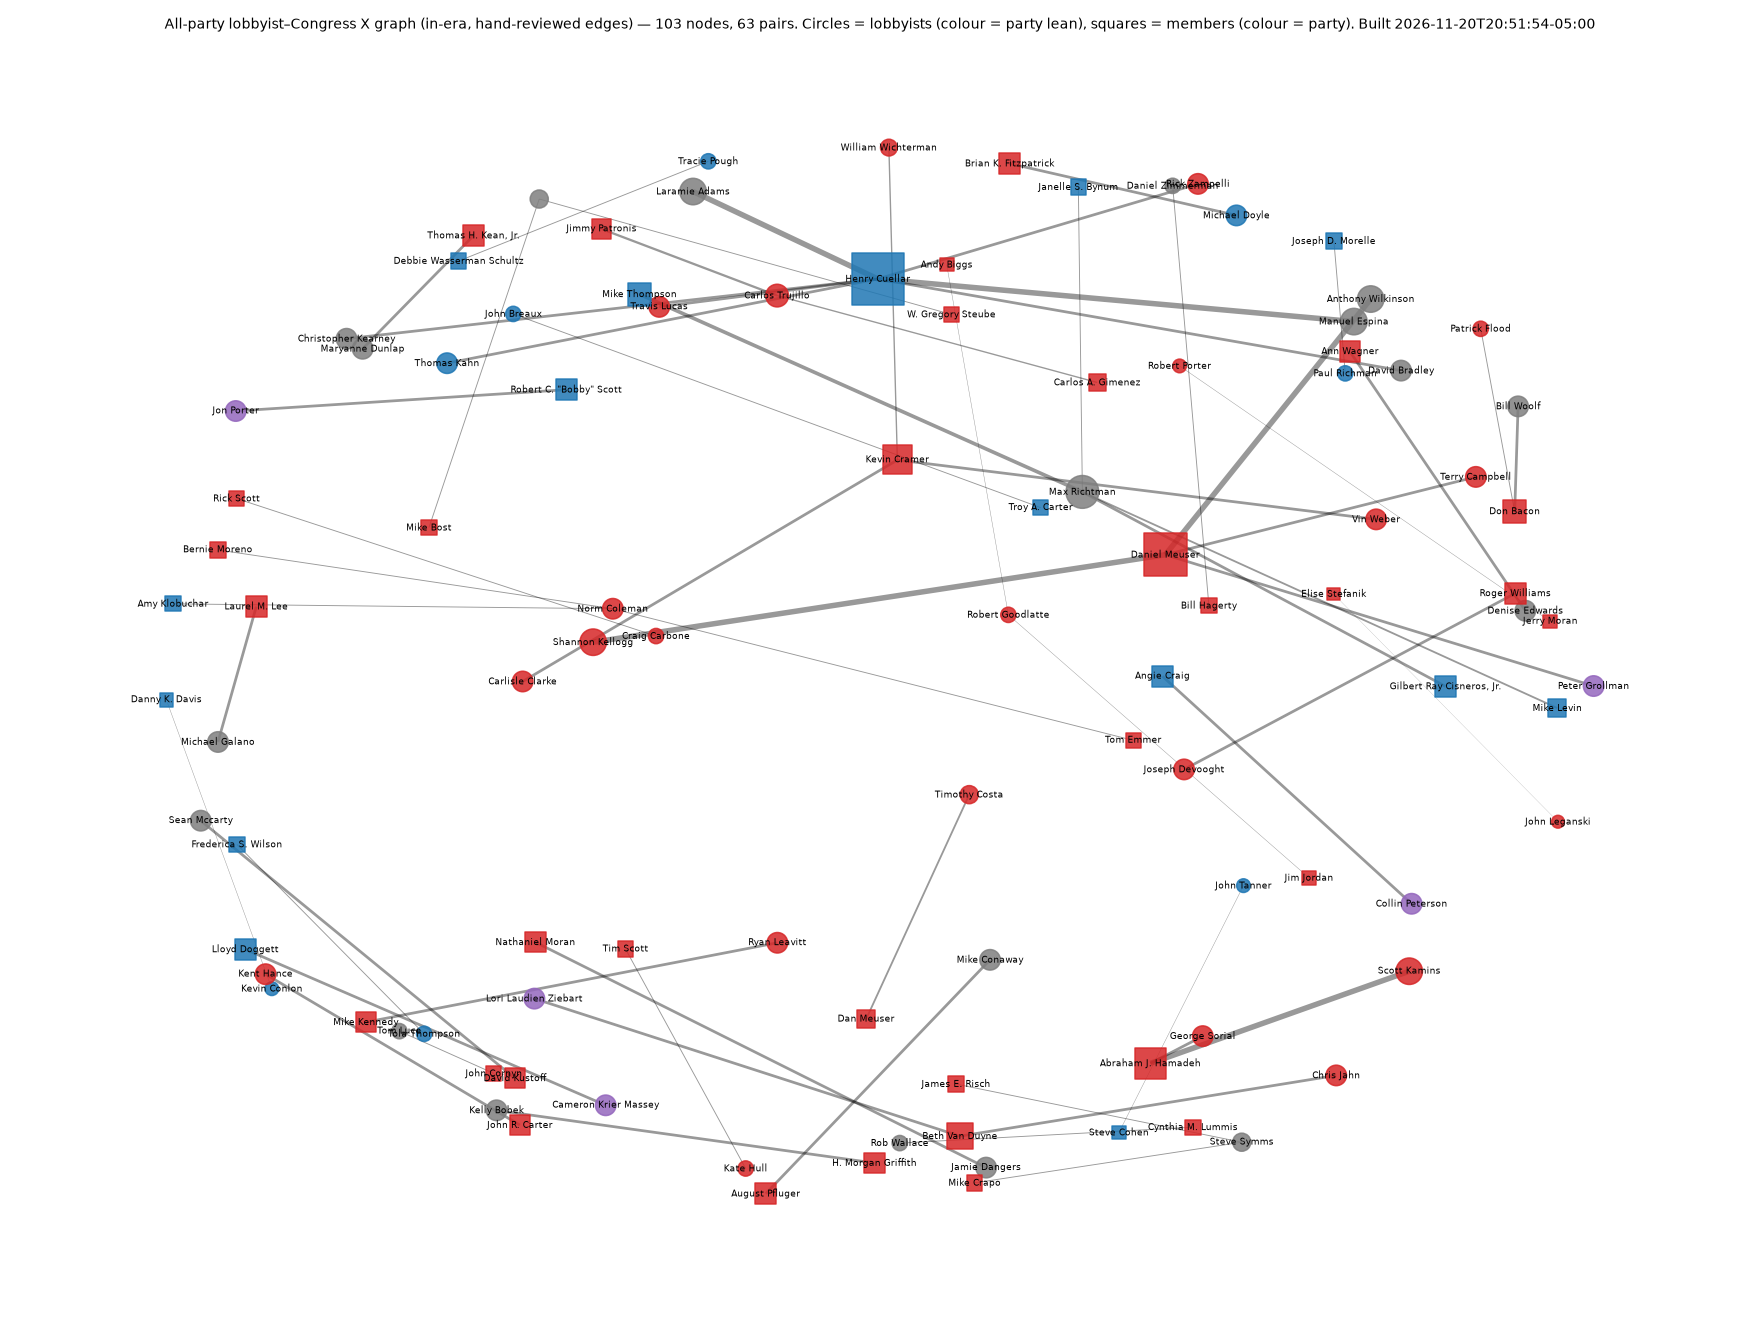 All-party lobbyist–Congress X graph (in-era, hand-reviewed edges) — 103 nodes, 63 pairs. Circles = lobbyists (colour = party lean), squares = members (colour = party). Built 2026-11-20T20:51:54-05:00
William Wichterman
Tracie Pough
Brian K. Fitzpatrick
Laramie Adams
Janelle S. Bynum
Daniel Zimmerman
Rick Zampelli
Michael Doyle
Jimmy Patronis
Thomas H. Kean, Jr.
Joseph D. Morelle
Debbie Wasserman Schultz
Andy Biggs
Henry Cuellar
Mike Thompson
Carlos Trujillo
Anthony Wilkinson
Travis Lucas
John Breaux
W. Gregory Steube
Manuel Espina
Patrick Flood
Christopher Kearney
Maryanne Dunlap
Ann Wagner
Thomas Kahn
Robert Porter
Paul Richman
David Bradley
Carlos A. Gimenez
Robert C. "Bobby" Scott
Jon Porter
Bill Woolf
Kevin Cramer
Terry Campbell
Max Richtman
Rick Scott
Troy A. Carter
Don Bacon
Vin Weber
Mike Bost
Bernie Moreno
Daniel Meuser
Elise Stefanik
Roger Williams
Amy Klobuchar
Laurel M. Lee
Norm Coleman
Bill Hagerty
Denise Edwards
Robert Goodlatte
Jerry Moran
Craig Carbone
Shannon Kellogg
Angie Craig
Carlisle Clarke
Gilbert Ray Cisneros, Jr.
Peter Grollman
Danny K. Davis
Mike Levin
Michael Galano
Tom Emmer
Joseph Devooght
Timothy Costa
Sean Mccarty
John Leganski
Frederica S. Wilson
Jim Jordan
John Tanner
Collin Peterson
Nathaniel Moran
Ryan Leavitt
Tim Scott
Lloyd Doggett
Mike Conaway
Kent Hance
Scott Kamins
Kevin Conlon
Lori Laudien Ziebart
Dan Meuser
Mike Kennedy
Thompson
George Sorial
Abraham J. Hamadeh
John Cornyn
David Kustoff
Chris Jahn
James E. Risch
Cameron Krier Massey
Kelly Bobek
John R. Carter
Cynthia M. Lummis
Steve Cohen
Beth Van Duyne
Rob Wallace
Steve Symms
H. Morgan Griffith
Kate Hull
Jamie Dangers
Mike Crapo
August Pfluger